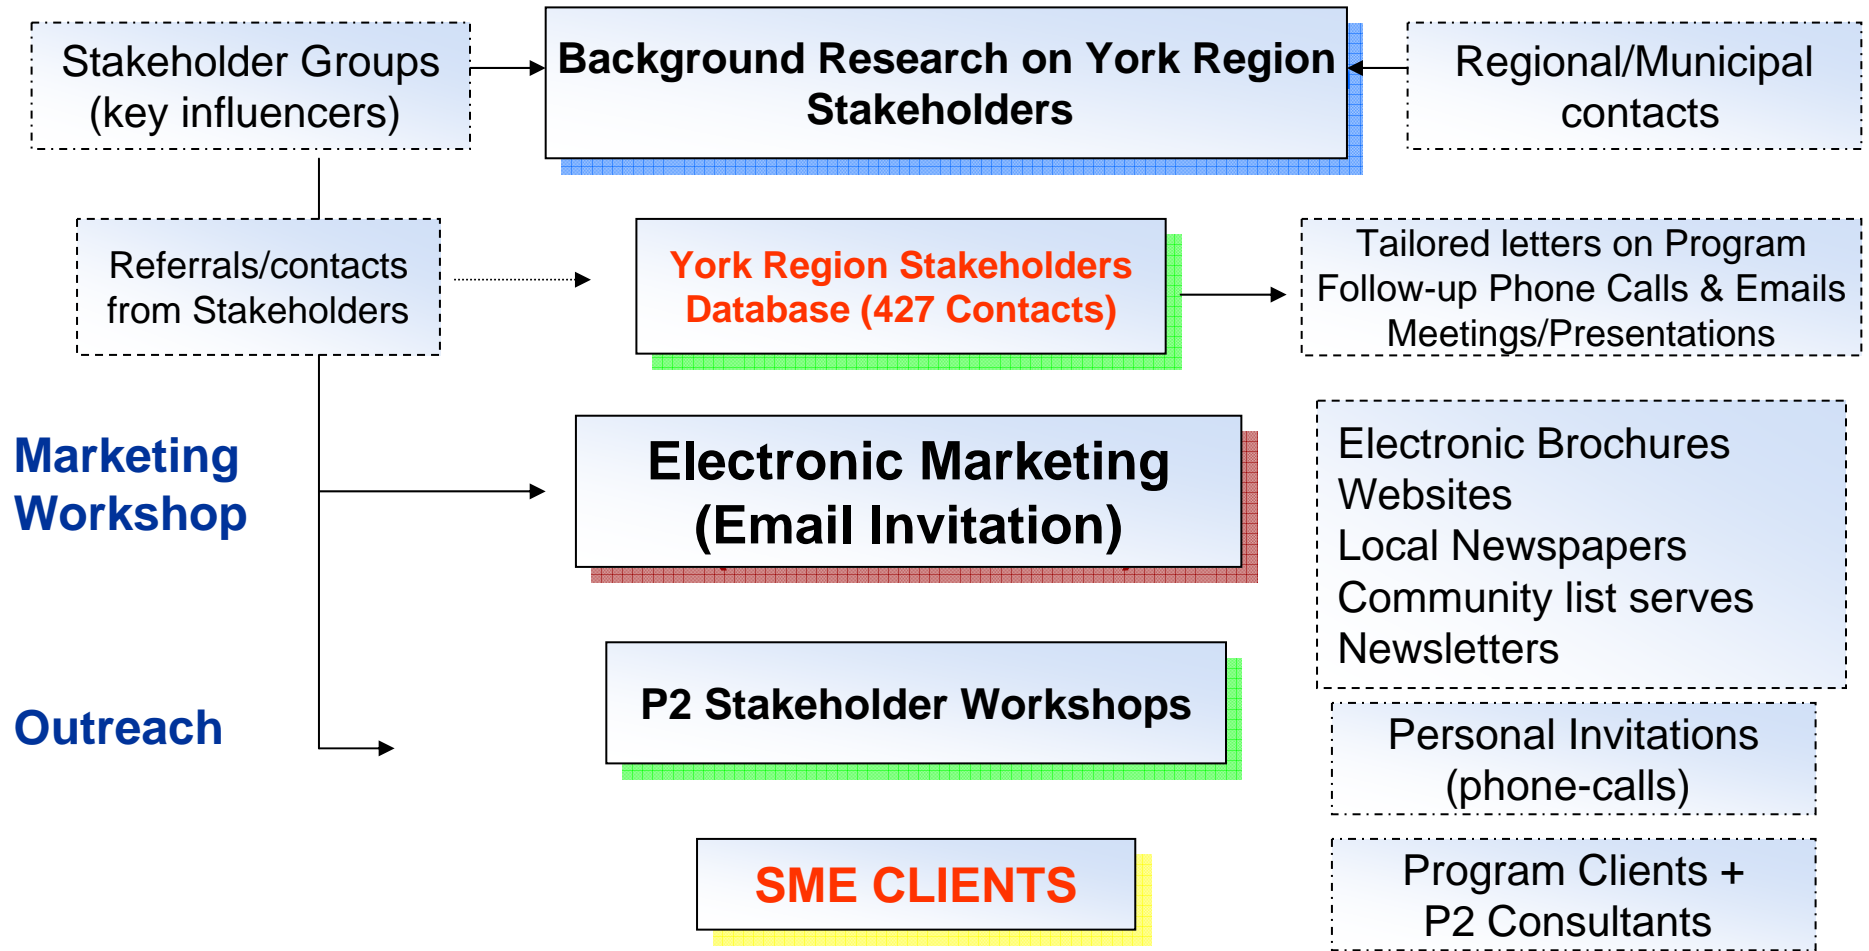 Stakeholder Groups
(key influencers)
Background Research on York Region
Stakeholders
Regional/Municipal
contacts
Referrals/contacts
from Stakeholders
York Region Stakeholders
Database (427 Contacts)
Tailored letters on Program
Follow-up Phone Calls & Emails
Meetings/Presentations
Marketing
Workshop
Electronic Marketing
(Email Invitation)
Electronic Brochures
Websites
Local Newspapers
Community list serves
Newsletters
Outreach
P2 Stakeholder Workshops
Personal Invitations
(phone-calls)
SME CLIENTS
Program Clients +
P2 Consultants